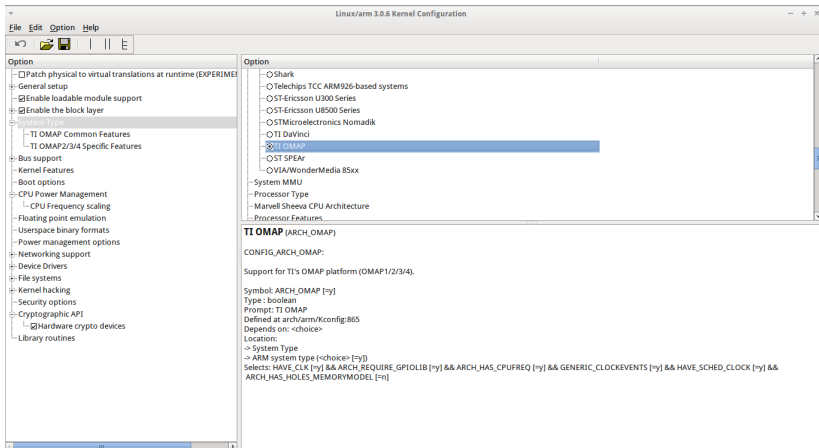 Linux/arm 3.0.6 Kernel Configuration
File Edit Option Help
Option
Patch physical to virtual translations at runtime (EXPERIMEN
General setup
Enable loadable module support
Enable the block layer
System Type
TI OMAP Common Features
TI OMAP2/3/4 Specific Features
Bus support
Kernel Features
Boot options
CPU Power Management
CPU Frequency scaling
Floating point emulation
Userspace binary formats
Power management options
Networking support
Device Drivers
File systems
Kernel hacking
Security options
Cryptographic API
Hardware crypto devices
Library routines
Option
Shark
Telechips TCC ARM926-based systems
ST-Ericsson U300 Series
ST-Ericsson U8500 Series
STMicroelectronics Nomadik
TI DaVinci
TI OMAP
ST SPEAr
VIA/WonderMedia 85xx
System MMU
Processor Type
Marvell Sheeva CPU Architecture
Processor Features
TI OMAP (ARCH_OMAP)
CONFIG_ARCH_OMAP:
Support for TI's OMAP platform (OMAP1/2/3/4).
Symbol: ARCH_OMAP [=y]
Type : boolean
Prompt: TI OMAP
Defined at arch/arm/Kconfig:865
Depends on: <choice>
Location:
-> System Type
-> ARM system type (<choice> [=y])
Selects: HAVE_CLK [=y] && ARCH_REQUIRE_GPIOLIB [=y] && ARCH_HAS_CPUFREQ [=y] && GENERIC_CLOCKEVENTS [=y] && HAVE_SCHED_CLOCK [=y] &&
ARCH_HAS_HOLES_MEMORYMODEL [=n]